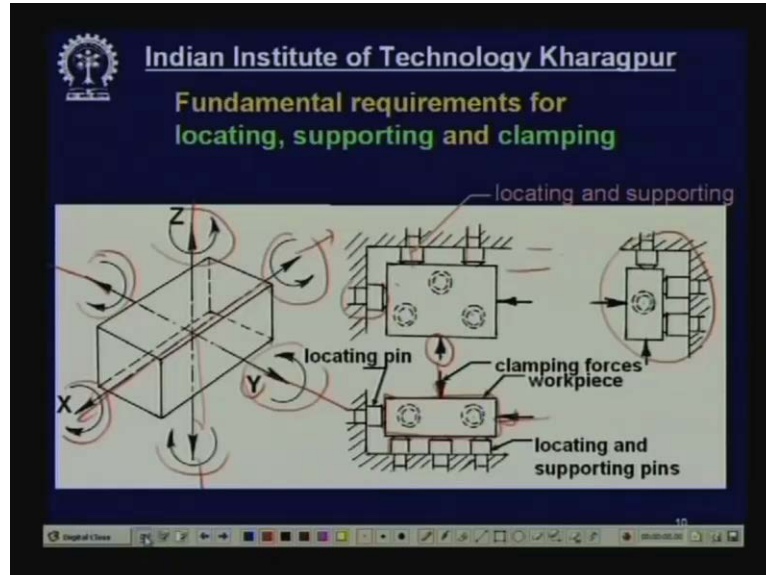 Indian Institute of Technology Kharagpur
Fundamental requirements for
locating, supporting and clamping
locating and supporting
Z
X
Y
locating pin
clamping forces
workpiece
locating and
supporting pins
10
Digital Class